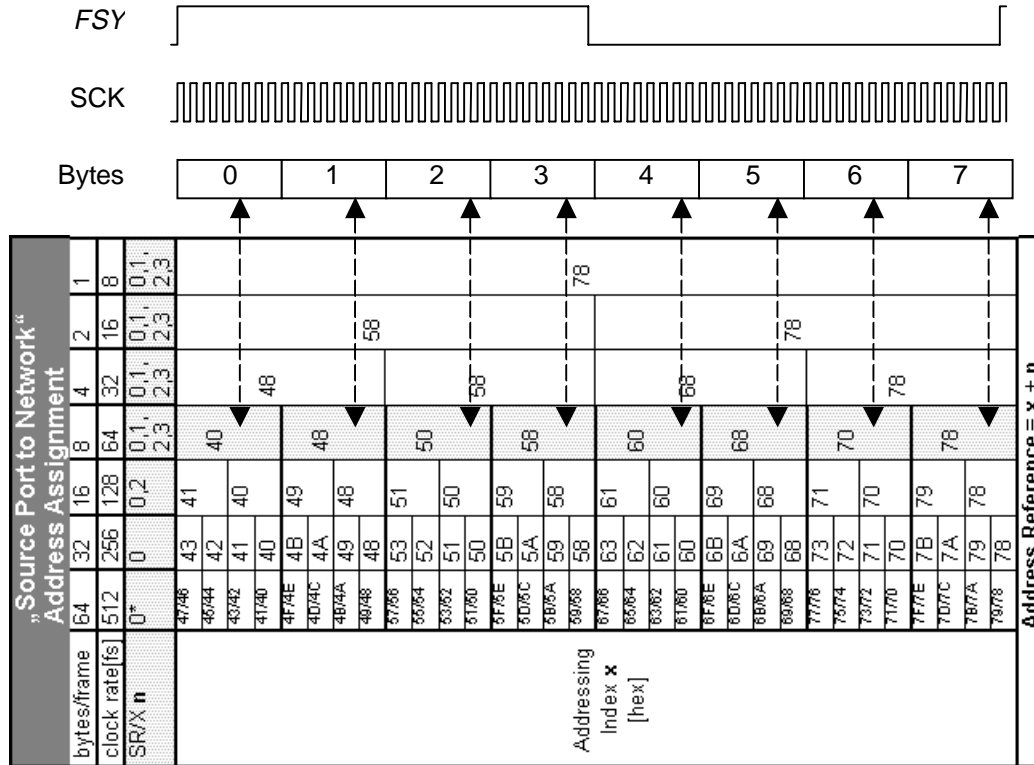 FSY
SCK
Bytes 0 1 2 3 4 5 6 7
„Source Port to Network“
Address Assignment
bytes/frame 64 32 16 8 4 2 1
clock rate[fs] 512 256 128 64 32 16 8
SR/X n 0* 0 0,2 0,1, 2,3 0,1, 2,3 0,1, 2,3 0,1, 2,3
Addressing
Index x
[hex]
47/46 43 41
45/44 42 40
43/42 41 40
41/40 40 48
4F/4E 4B 49
4D/4C 4A 48
4B/4A 49 48
49/48 48 58
57/56 53 51
55/54 52 50
53/52 51 50
51/50 50 58
5F/5E 5B 59
5D/5C 5A 58
5B/5A 59 58
59/58 58 78
67/66 63 61
65/64 62 60
63/62 61 60
61/60 60 68
6F/6E 6B 69
6D/6C 6A 68
6B/6A 69 68
69/68 68 78
77/76 73 71
75/74 72 70
73/72 71 70
71/70 70 78
7F/7E 7B 79
7D/7C 7A 78
7B/7A 79 78
79/78 78
Address Reference = x + n